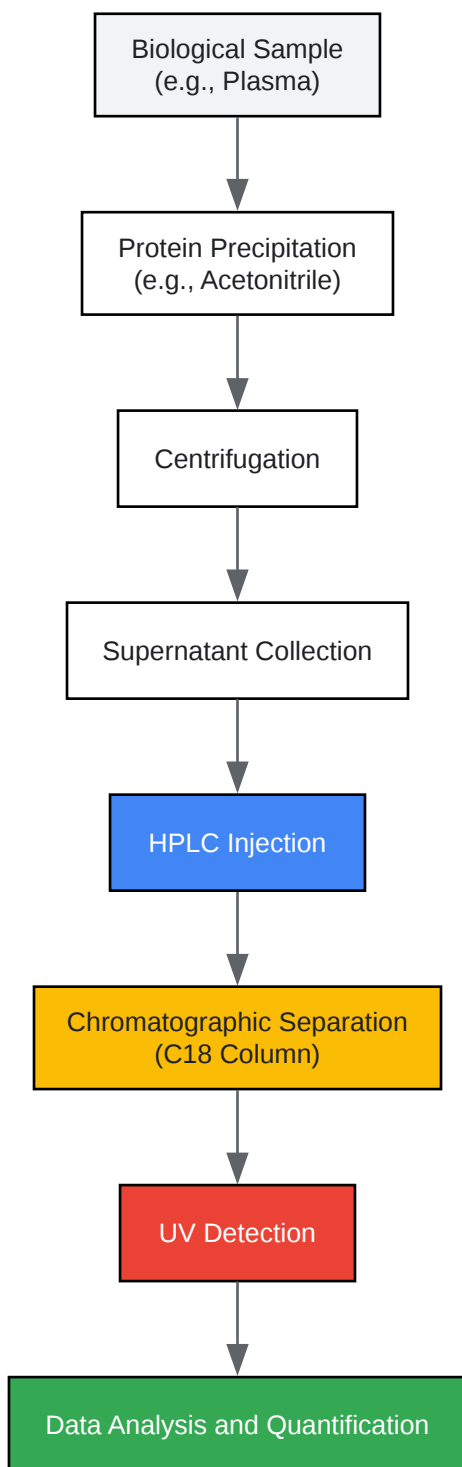 Biological Sample
(e.g., Plasma)
Protein Precipitation
(e.g., Acetonitrile)
Centrifugation
Supernatant Collection
HPLC Injection
Chromatographic Separation
(C18 Column)
UV Detection
Data Analysis and Quantification